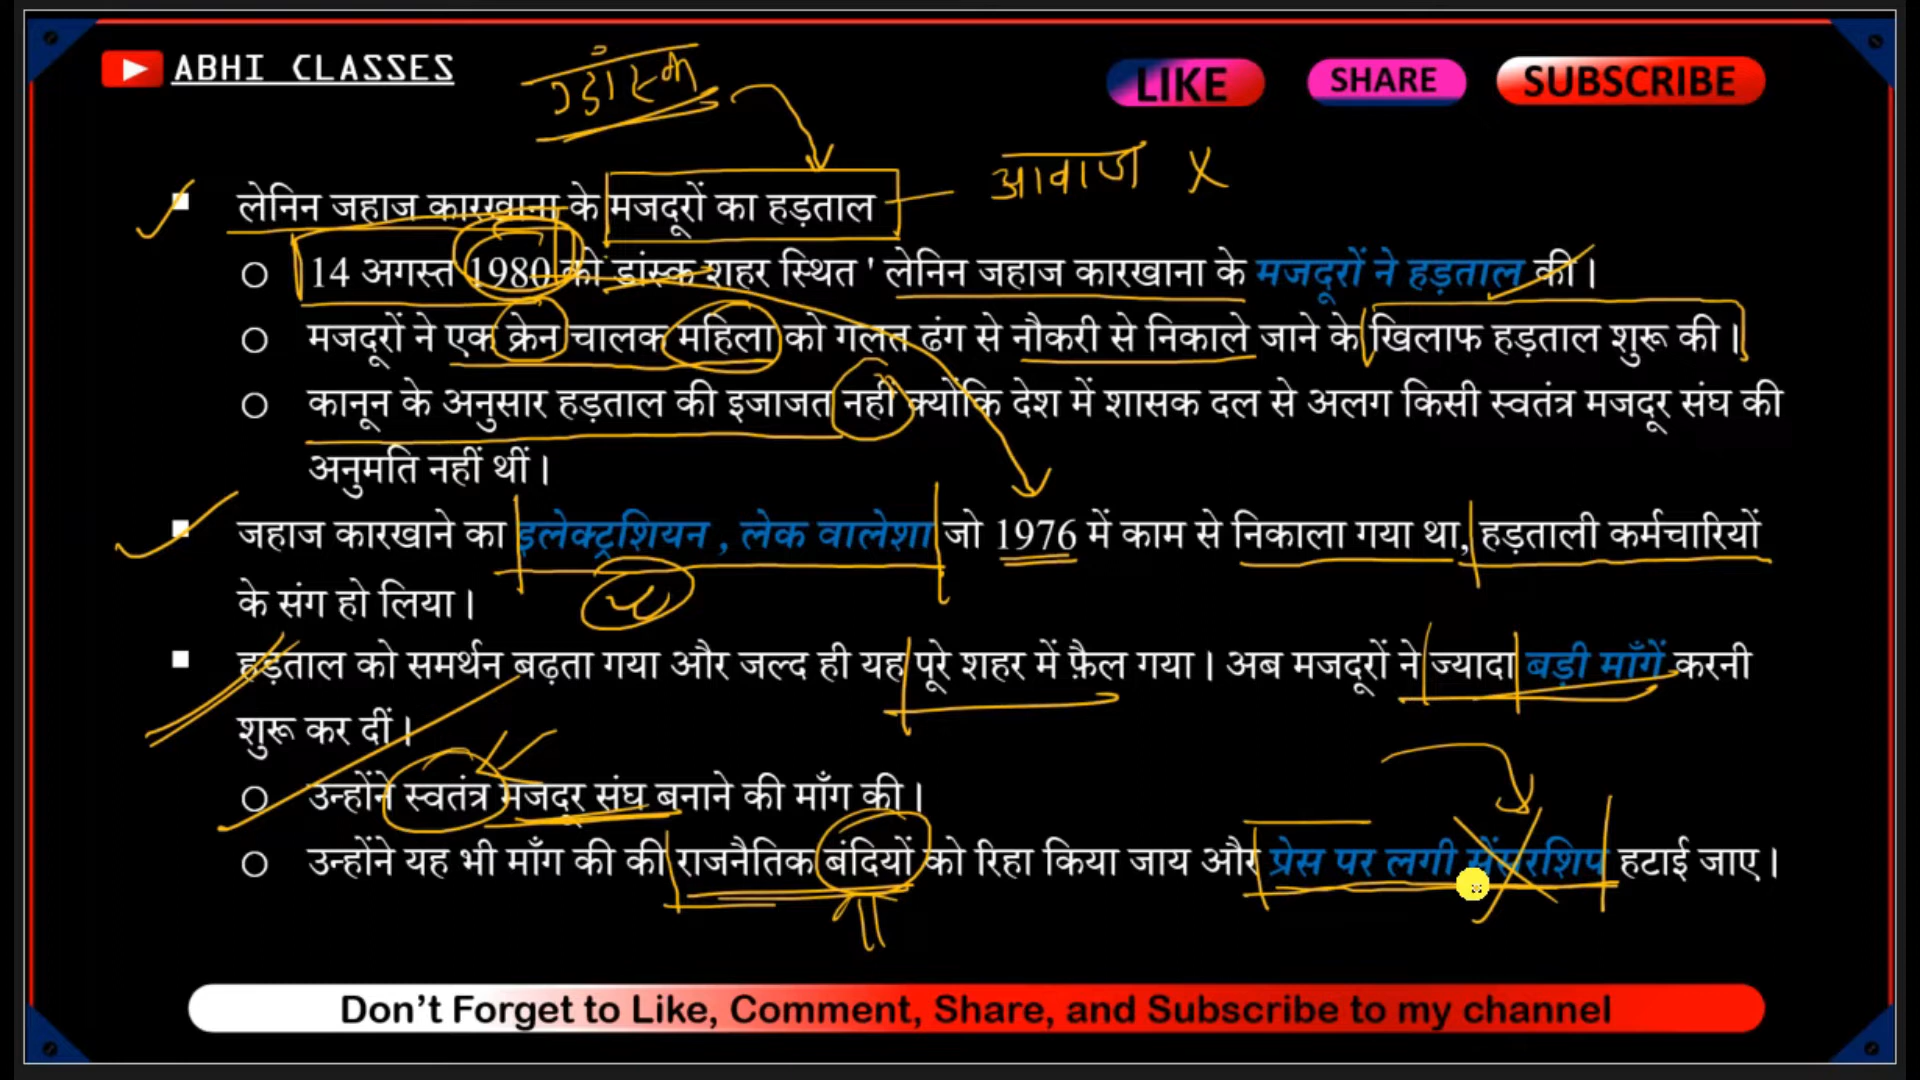 ABHI CLASSES
LIKE
SHARE
SUBSCRIBE
आवाज X
लेनिन जहाज कारखाना के मजदूरों का हड़ताल
14 अगस्त 1980 को डांस्क शहर स्थित ' लेनिन जहाज कारखाना के मजदूरों ने हड़ताल की।
मजदूरों ने एक क्रेन चालक महिला को गलत ढंग से नौकरी से निकाले जाने के खिलाफ हड़ताल शुरू की।
कानून के अनुसार हड़ताल की इजाजत नहीं क्योंकि देश में शासक दल से अलग किसी स्वतंत्र मजदूर संघ की
अनुमति नहीं थीं।
जहाज कारखाने का इलेक्ट्रशियन , लेक वालेशा जो 1976 में काम से निकाला गया था, हड़ताली कर्मचारियों
के संग हो लिया।
हड़ताल को समर्थन बढ़ता गया और जल्द ही यह पूरे शहर में फ़ैल गया। अब मजदूरों ने ज्यादा बड़ी माँगें करनी
शुरू कर दीं।
उन्होंने स्वतंत्र मजदूर संघ बनाने की माँग की।
उन्होंने यह भी माँग की की राजनैतिक बंदियों को रिहा किया जाय और प्रेस पर लगी सेंसरशिप हटाई जाए।
Don't Forget to Like, Comment, Share, and Subscribe to my channel